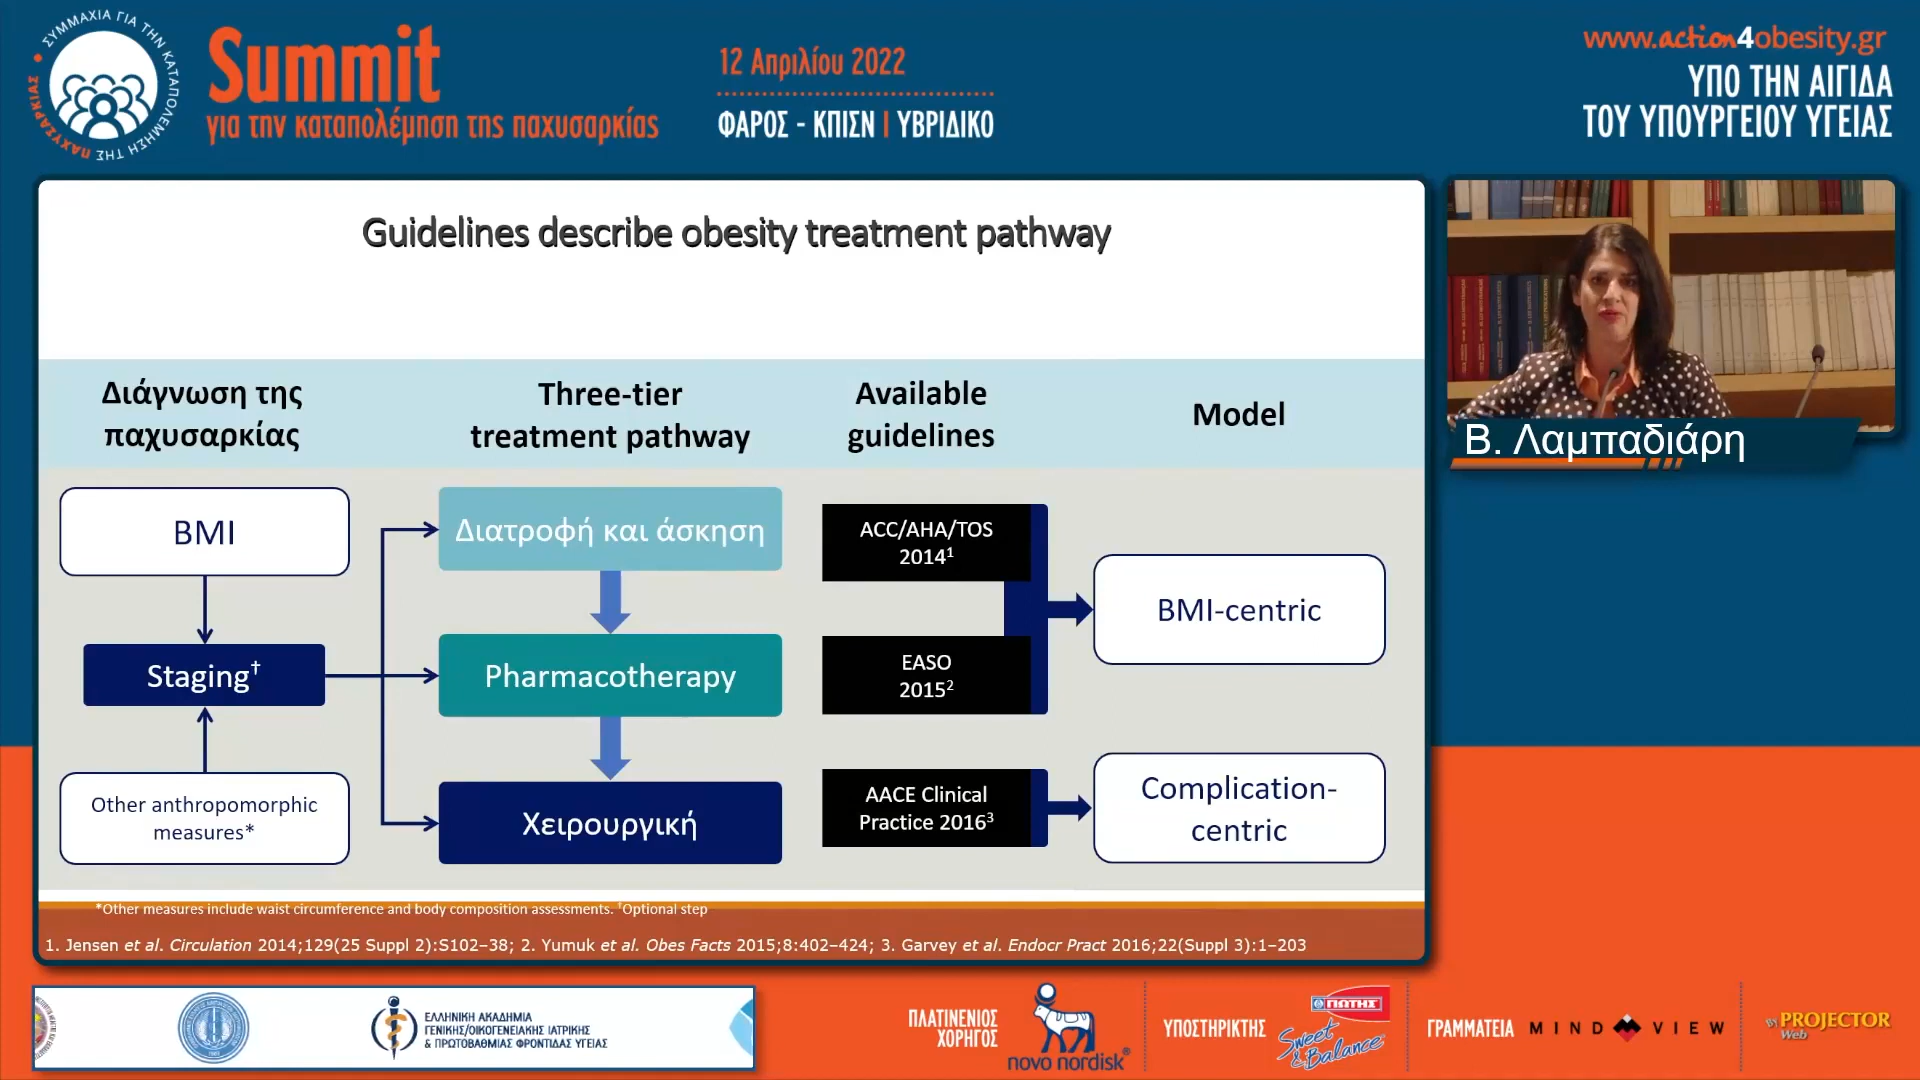 ΣΥΜΜΑΧΙΑ ΓΙΑ ΤΗΝ ΚΑΤΑΠΟΛΕΜΗΣΗ ΤΗΣ ΠΑΧΥΣΑΡΚΙΑΣ
Summit
για την καταπολέμηση της παχυσαρκίας
12 Απριλίου 2022
ΦΑΡΟΣ - ΚΠΙΣΝ | ΥΒΡΙΔΙΚΟ
www.action4obesity.gr
ΥΠΟ ΤΗΝ ΑΙΓΙΔΑ
ΤΟΥ ΥΠΟΥΡΓΕΙΟΥ ΥΓΕΙΑΣ
Guidelines describe obesity treatment pathway
Διάγνωση της
παχυσαρκίας
Three-tier
treatment pathway
Available
guidelines
Model
BMI
Staging†
Other anthropomorphic
measures*
Διατροφή και άσκηση
Pharmacotherapy
Χειρουργική
ACC/AHA/TOS
2014¹
EASO
2015²
AACE Clinical
Practice 2016³
BMI-centric
Complication-
centric
*Other measures include waist circumference and body composition assessments. †Optional step
1. Jensen et al. Circulation 2014;129(25 Suppl 2):S102–38; 2. Yumuk et al. Obes Facts 2015;8:402–424; 3. Garvey et al. Endocr Pract 2016;22(Suppl 3):1–203
Β. Λαμπαδιάρη
ΕΛΛΗΝΙΚΗ ΑΚΑΔΗΜΙΑ
ΓΕΝΙΚΗΣ/ΟΙΚΟΓΕΝΕΙΑΚΗΣ ΙΑΤΡΙΚΗΣ
& ΠΡΩΤΟΒΑΘΜΙΑΣ ΦΡΟΝΤΙΔΑΣ ΥΓΕΙΑΣ
ΠΛΑΤΙΝΕΝΙΟΣ
ΧΟΡΗΓΟΣ
novo nordisk®
ΥΠΟΣΤΗΡΙΚΤΗΣ
ΓΙΩΤΗΣ
Sweet
& Balance
ΓΡΑΜΜΑΤΕΙΑ
MIND VIEW
BY PROJECTOR
Web